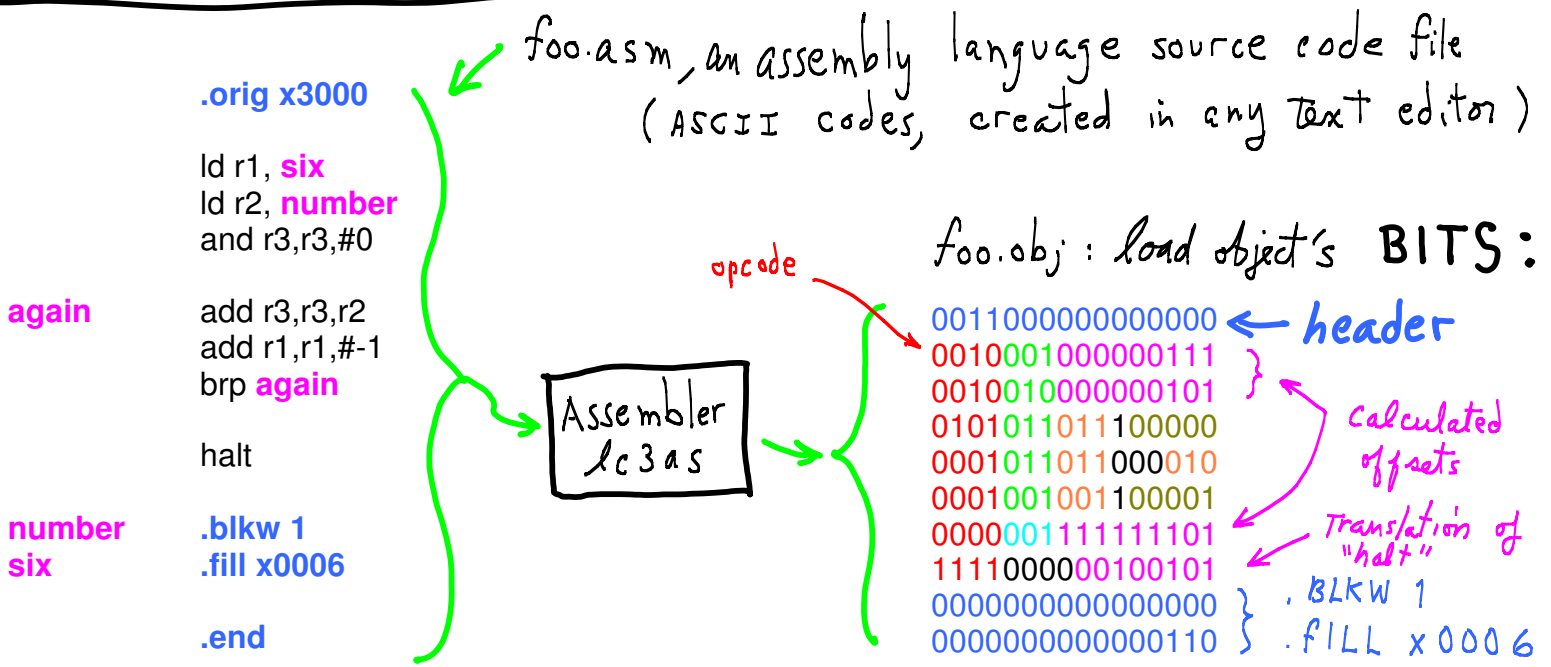 foo.asm, an assembly language source code file
(ASCII codes, created in any Text editor)
.orig x3000
ld r1, six
ld r2, number
and r3,r3,#0
again add r3,r3,r2
add r1,r1,#-1
brp again
halt
number .blkw 1
six .fill x0006
.end
Assembler
lc3as
opcode
foo.obj : load object's BITS:
0011000000000000 header
0010001000000111
0010010000000101
0101011011100000
0001011011000010
0001001001100001
0000001111111101
1111000000100101
0000000000000000
0000000000000110
calculated
offsets
Translation of
"halt"
.BLKW 1
.fILL x0006